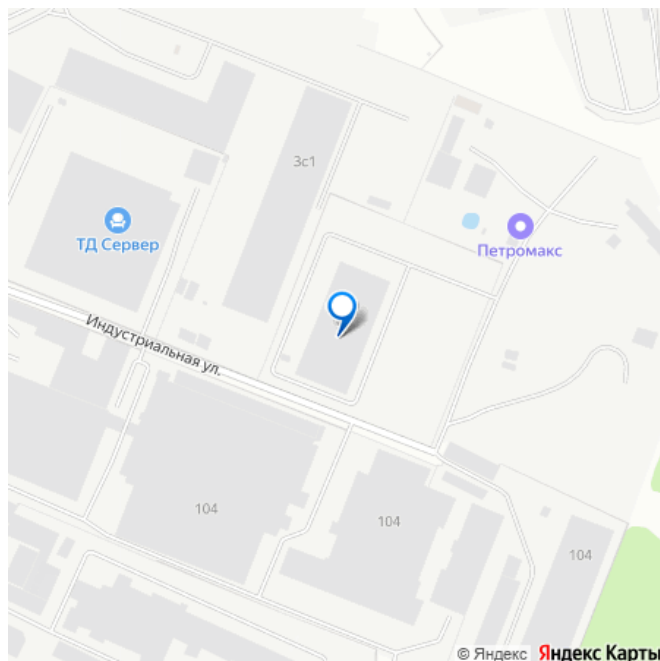 3с1
ТД Сервер
Петромакс
Индустриальная ул.
104
104
104
© Яндекс Яндекс Карты